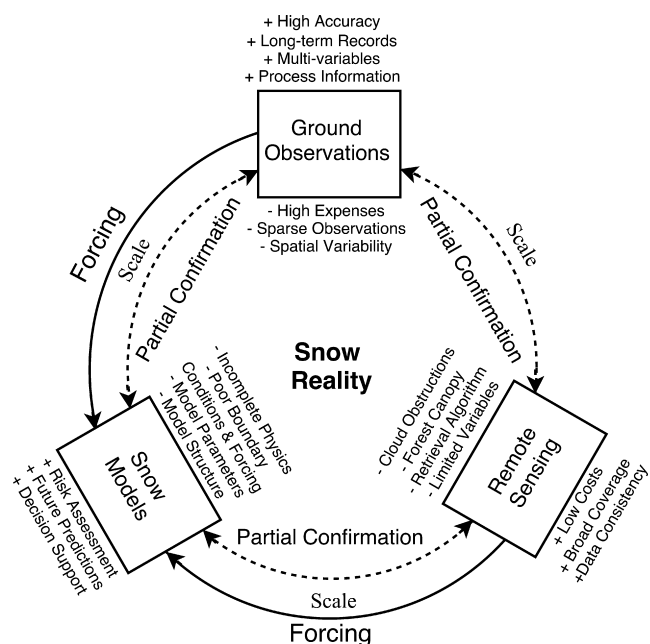 + High Accuracy
+ Long-term Records
+ Multi-variables
+ Process Information
Ground
Observations
- High Expenses
- Sparse Observations
- Spatial Variability
Forcing
Scale
Partial Confirmation
Partial Confirmation
Scale
Snow
Reality
- Incomplete Physics
- Poor Boundary
Conditions & Forcing
- Model Parameters
- Model Structure
Snow
Models
+ Risk Assessment
+ Future Predictions
+ Decision Support
- Cloud Obstructions
- Forest Canopy
- Retrieval Algorithm
- Limited Variables
Remote
Sensing
+ Low Costs
+ Broad Coverage
+Data Consistency
Partial Confirmation
Scale
Forcing